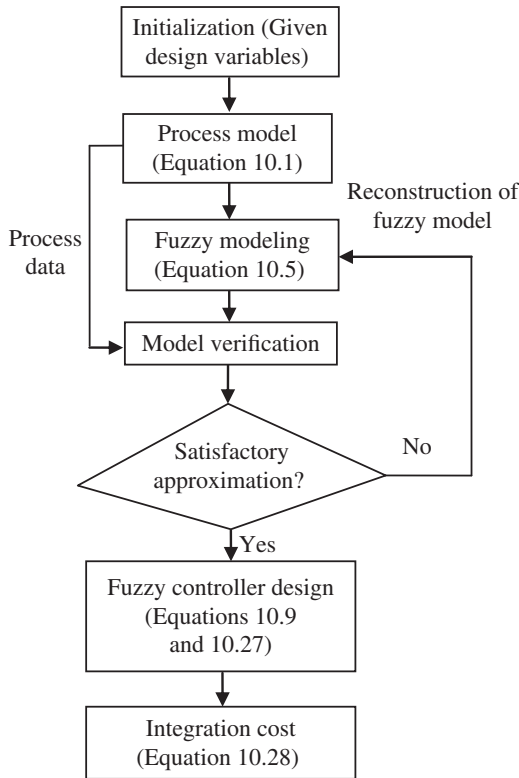 Initialization (Given
design variables)
Process model
(Equation 10.1)
Reconstruction of
fuzzy model
Process
data
Fuzzy modeling
(Equation 10.5)
Model verification
Satisfactory
approximation?
No
Yes
Fuzzy controller design
(Equations 10.9
and 10.27)
Integration cost
(Equation 10.28)